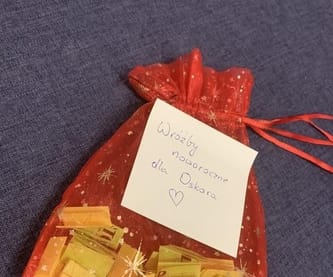 Wróżby
noworoczne
dla Oskara
♡